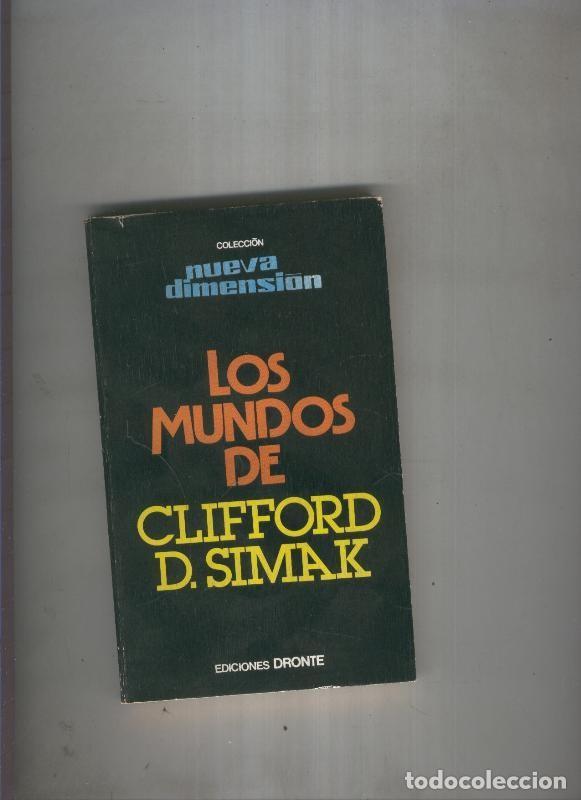 COLECCIÓN
nueva
dimensión
LOS
MUNDOS
DE
CLIFFORD
D. SIMAK
EDICIONES DRONTE
todocoleccion